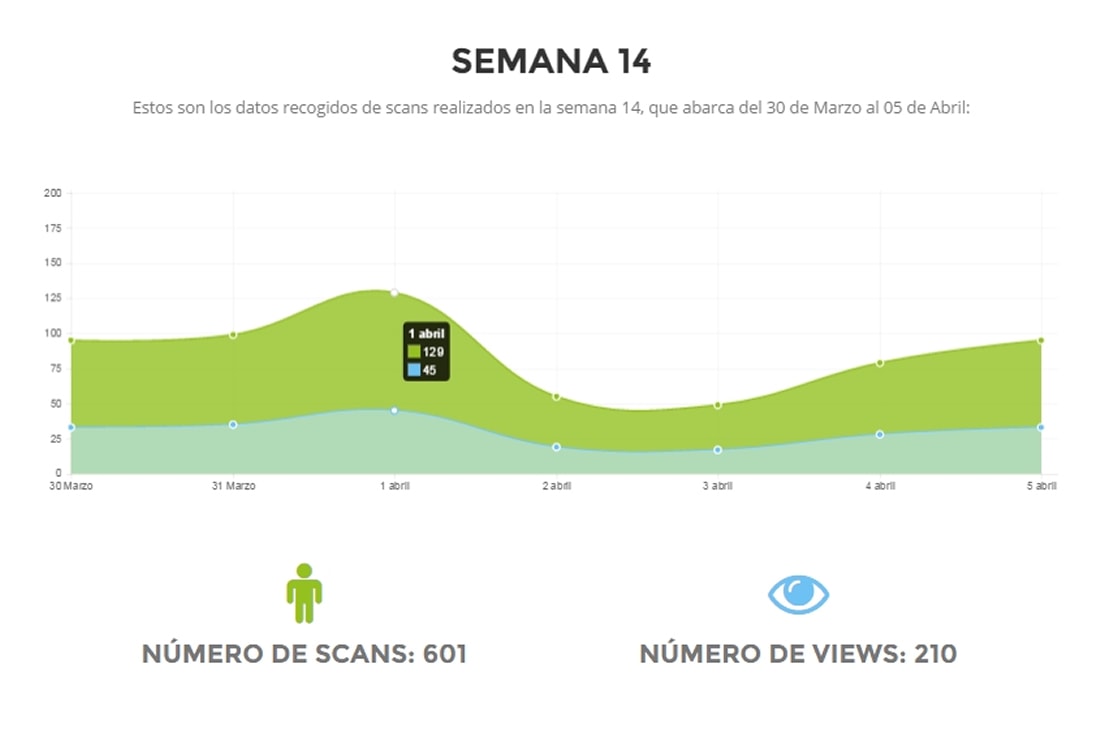 SEMANA 14
Estos son los datos recogidos de scans realizados en la semana 14, que abarca del 30 de Marzo al 05 de Abril:
200
175
150
125
100
75
50
25
0
1 abril
129
45
30 Marzo
31 Marzo
1 abril
2 abril
3 abril
4 abril
5 abril
NÚMERO DE SCANS: 601
NÚMERO DE VIEWS: 210